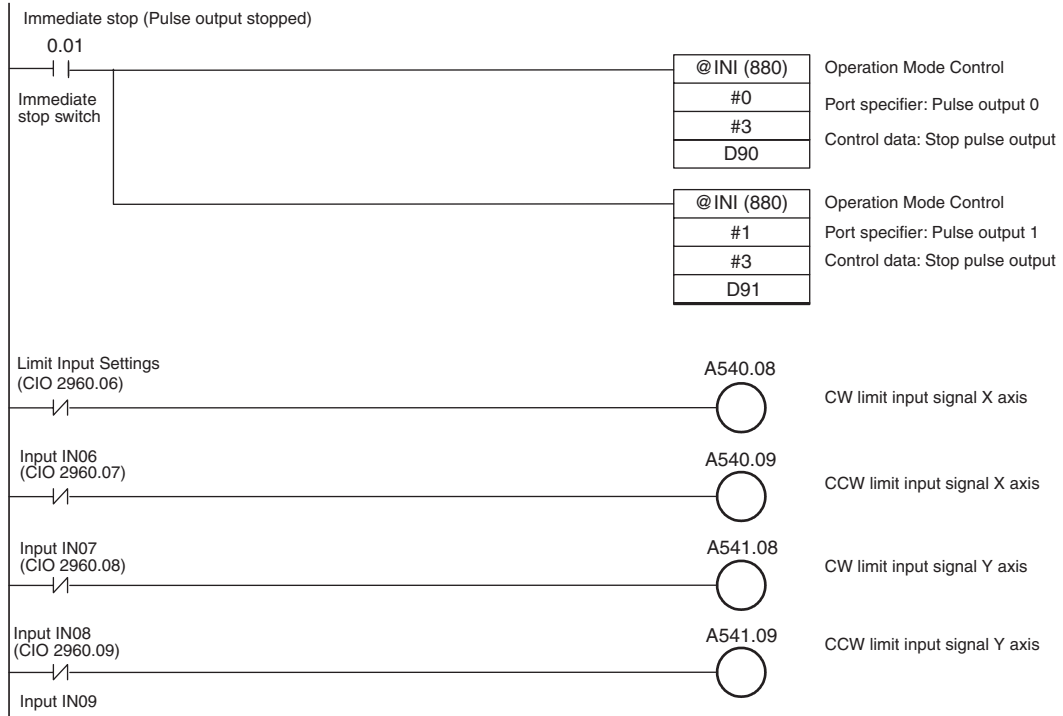 Immediate stop (Pulse output stopped)
0.01
Immediate
stop switch
@INI (880)
#0
#3
D90
Operation Mode Control
Port specifier: Pulse output 0
Control data: Stop pulse output
@INI (880)
#1
#3
D91
Operation Mode Control
Port specifier: Pulse output 1
Control data: Stop pulse output
Limit Input Settings
(CIO 2960.06)
A540.08
CW limit input signal X axis
Input IN06
(CIO 2960.07)
A540.09
CCW limit input signal X axis
Input IN07
(CIO 2960.08)
A541.08
CW limit input signal Y axis
Input IN08
(CIO 2960.09)
A541.09
CCW limit input signal Y axis
Input IN09